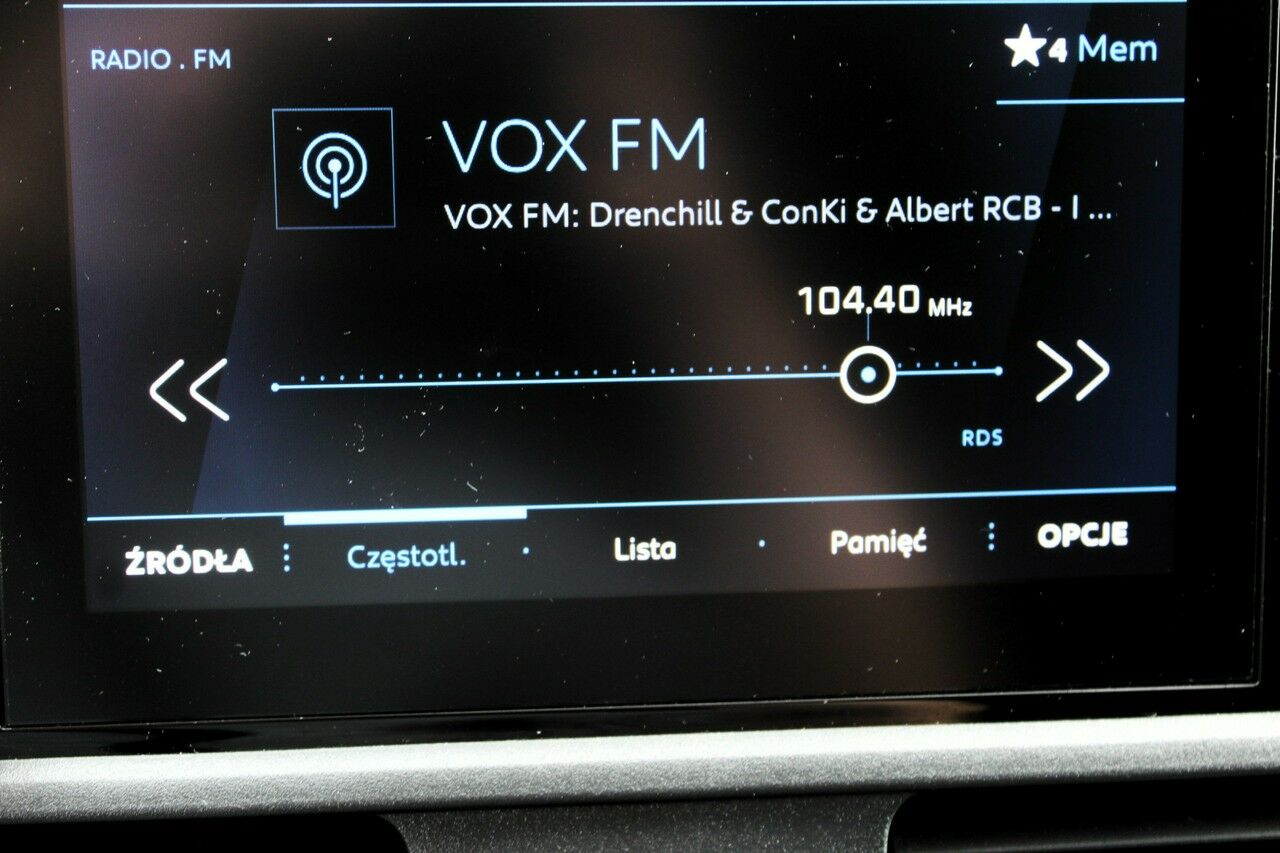 RADIO . FM
★4 Mem
VOX FM
VOX FM: Drenchill & ConKi & Albert RCB - I ...
104.40 MHz
RDS
ŹRÓDŁA
Częstotl.
Lista
Pamięć
OPCJE